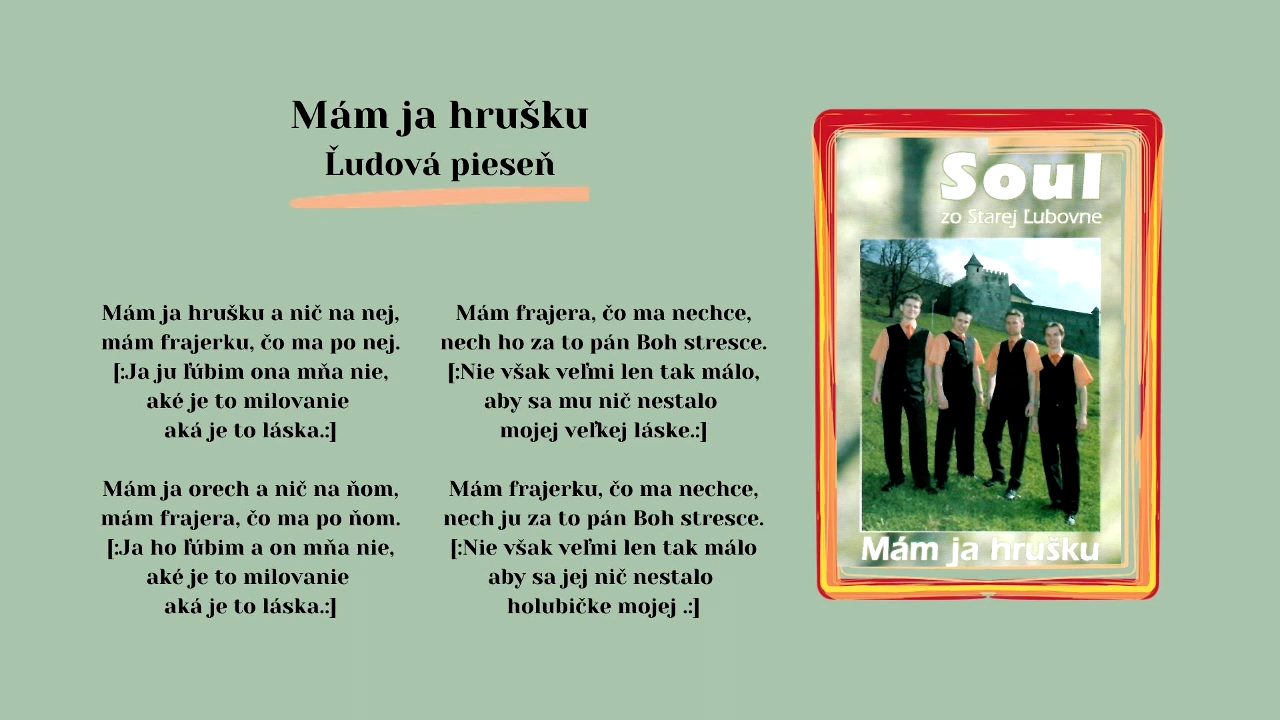 Mám ja hrušku
Ľudová pieseň
Mám ja hrušku a nič na nej,
mám frajerku, čo ma po nej.
[:Ja ju ľúbim ona mňa nie,
aké je to milovanie
aká je to láska.:]
Mám ja orech a nič na ňom,
mám frajera, čo ma po ňom.
[:Ja ho ľúbim a on mňa nie,
aké je to milovanie
aká je to láska.:]
Mám frajera, čo ma nechce,
nech ho za to pán Boh stresce.
[:Nie však veľmi len tak málo,
aby sa mu nič nestalo
mojej veľkej láske.:]
Mám frajerku, čo ma nechce,
nech ju za to pán Boh stresce.
[:Nie však veľmi len tak málo
aby sa jej nič nestalo
holubičke mojej .:]
Soul
zo Starej Ľubovne
Mám ja hrušku